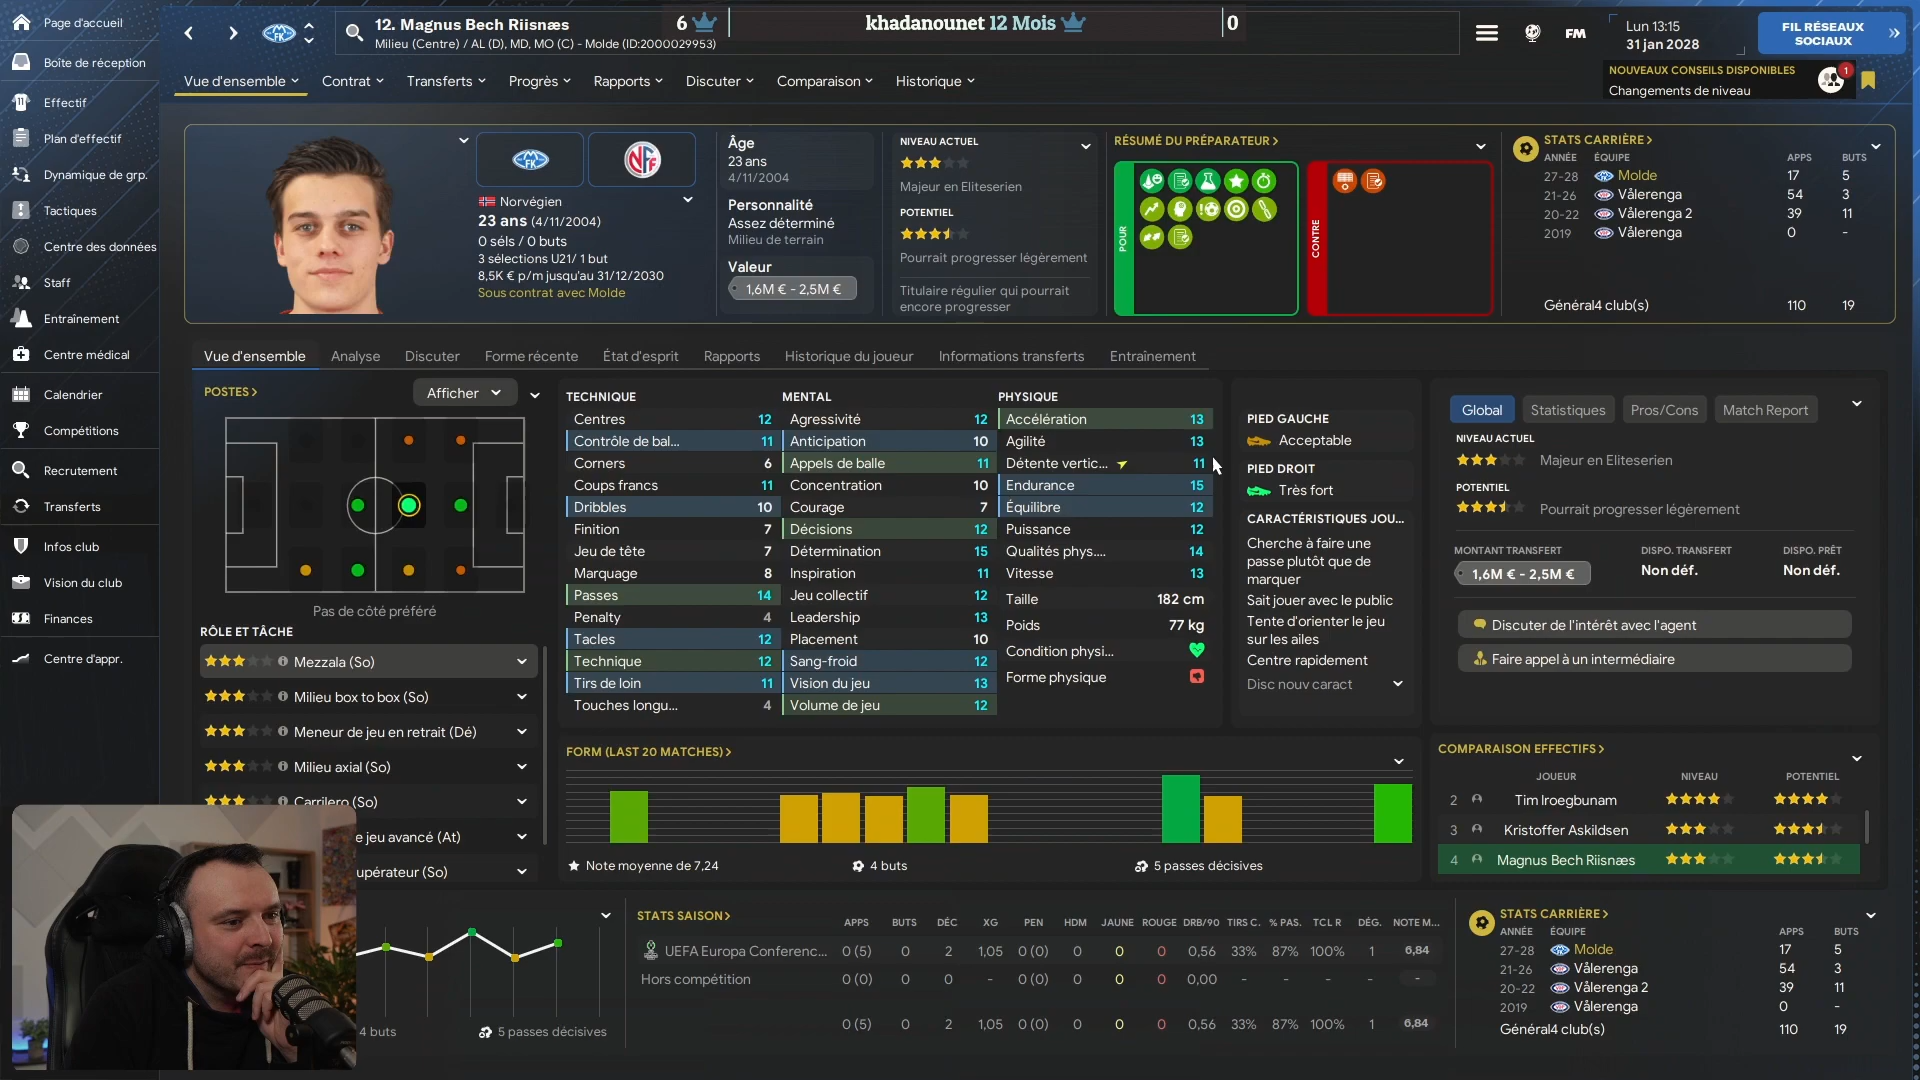 Page d'accueil
Boîte de réception
Effectif
Plan d'effectif
Dynamique de grp.
Tactiques
Centre des données
Staff
Entraînement
Centre médical
Calendrier
Compétitions
Recrutement
Transferts
Infos club
Vision du club
Finances
Centre d'appr.
12. Magnus Bech Riisnæs
Milieu (Centre) / AL (D), MD, MO (C) - Molde (ID:2000029953)
6 khadanounet 12 Mois 0
FM
Lun 13:15
31 jan 2028
FIL RÉSEAUX
SOCIAUX
Vue d'ensemble Contrat Transferts Progrès Rapports Discuter Comparaison Historique
NOUVEAUX CONSEILS DISPONIBLES
Changements de niveau
1
Norvégien
23 ans (4/11/2004)
0 séls / 0 buts
3 sélections U21/ 1 but
8,5K € p/m jusqu'au 31/12/2030
Sous contrat avec Molde
Âge
23 ans
4/11/2004
Personnalité
Assez déterminé
Milieu de terrain
Valeur
1,6M € - 2,5M €
NIVEAU ACTUEL
Majeur en Eliteserien
POTENTIEL
Pourrait progresser légèrement
Titulaire régulier qui pourrait
encore progresser
RÉSUMÉ DU PRÉPARATEUR >
POUR
CONTRE
STATS CARRIÈRE >
ANNÉE ÉQUIPE APPS BUTS
27-28 Molde 17 5
21-26 Vålerenga 54 3
20-22 Vålerenga 2 39 11
2019 Vålerenga 0 -
Général4 club(s) 110 19
Vue d'ensemble Analyse Discuter Forme récente État d'esprit Rapports Historique du joueur Informations transferts Entraînement
POSTES >
Afficher
Pas de côté préféré
RÔLE ET TÂCHE
Mezzala (So)
Milieu box to box (So)
Meneur de jeu en retrait (Dé)
Milieu axial (So)
Carrilero (So)
e jeu avancé (At)
upérateur (So)
TECHNIQUE
Centres 12
Contrôle de bal... 11
Corners 6
Coups francs 11
Dribbles 10
Finition 7
Jeu de tête 7
Marquage 8
Passes 14
Penalty 4
Tacles 12
Technique 12
Tirs de loin 11
Touches longu... 4
MENTAL
Agressivité 12
Anticipation 10
Appels de balle 11
Concentration 10
Courage 7
Décisions 12
Détermination 15
Inspiration 11
Jeu collectif 12
Leadership 13
Placement 10
Sang-froid 12
Vision du jeu 13
Volume de jeu 12
PHYSIQUE
Accélération 13
Agilité 13
Détente vertic... 11
Endurance 15
Équilibre 12
Puissance 12
Qualités phys.... 14
Vitesse 13
Taille 182 cm
Poids 77 kg
Condition physi...
Forme physique
PIED GAUCHE
Acceptable
PIED DROIT
Très fort
CARACTÉRISTIQUES JOU...
Cherche à faire une
passe plutôt que de
marquer
Sait jouer avec le public
Tente d'orienter le jeu
sur les ailes
Centre rapidement
Disc nouv caract
Global Statistiques Pros/Cons Match Report
NIVEAU ACTUEL
Majeur en Eliteserien
POTENTIEL
Pourrait progresser légèrement
MONTANT TRANSFERT DISPO. TRANSFERT DISPO. PRÊT
1,6M € - 2,5M € Non déf. Non déf.
Discuter de l'intérêt avec l'agent
Faire appel à un intermédiaire
FORM (LAST 20 MATCHES) >
Note moyenne de 7,24 4 buts 5 passes décisives
COMPARAISON EFFECTIFS >
JOUEUR NIVEAU POTENTIEL
2 Tim Iroegbunam
3 Kristoffer Askildsen
4 Magnus Bech Riisnæs
4 buts 5 passes décisives
STATS SAISON > APPS BUTS DÉC XG PEN HDM JAUNE ROUGE DRB/90 TIRS C. % PAS. TCL R DÉG. NOTE M...
UEFA Europa Conferenc... 0 (5) 0 2 1,05 0 (0) 0 0 0 0,56 33% 87% 100% 1 6,84
Hors compétition 0 (0) 0 0 - 0 (0) 0 0 0 0,00 - - - - -
0 (5) 0 2 1,05 0 (0) 0 0 0 0,56 33% 87% 100% 1 6,84
STATS CARRIÈRE >
ANNÉE ÉQUIPE APPS BUTS
27-28 Molde 17 5
21-26 Vålerenga 54 3
20-22 Vålerenga 2 39 11
2019 Vålerenga 0 -
Général4 club(s) 110 19